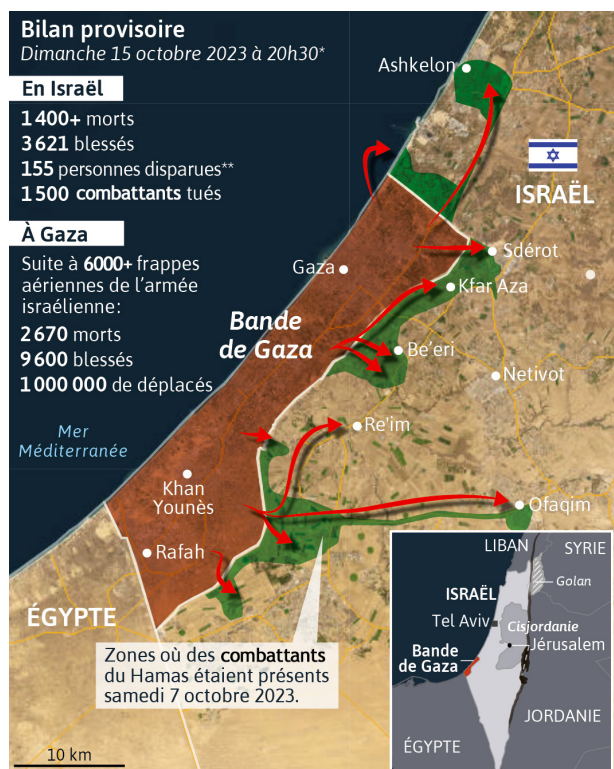 Bilan provisoire
Dimanche 15 octobre 2023 à 20h30*
En Israël
1 400+ morts
3 621 blessés
155 personnes disparues**
1 500 combattants tués
À Gaza
Suite à 6000+ frappes
aériennes de l'armée
israélienne:
2 670 morts
9 600 blessés
1 000 000 de déplacés
Mer
Méditerranée
Ashkelon
ISRAËL
Sdérot
Gaza
Kfar Aza
Bande
de Gaza
Be'eri
Netivot
Re'im
Khan
Younès
Ofaqim
Rafah
ÉGYPTE
Zones où des combattants
du Hamas étaient présents
samedi 7 octobre 2023.
10 km
LIBAN
SYRIE
Golan
ISRAËL
Tel Aviv
Cisjordanie
Jérusalem
Bande
de Gaza
JORDANIE
ÉGYPTE